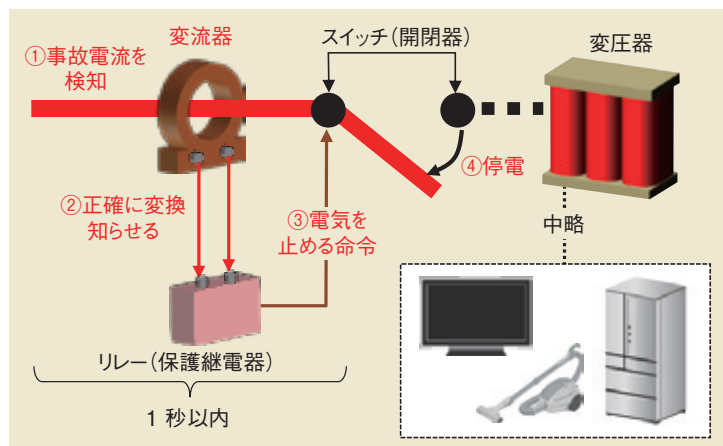 変流器
スイッチ(開閉器)
変圧器
①事故電流を
検知
④停電
②正確に変換
知らせる
③電気を
止める命令
中略
リレー(保護継電器)
1 秒以内